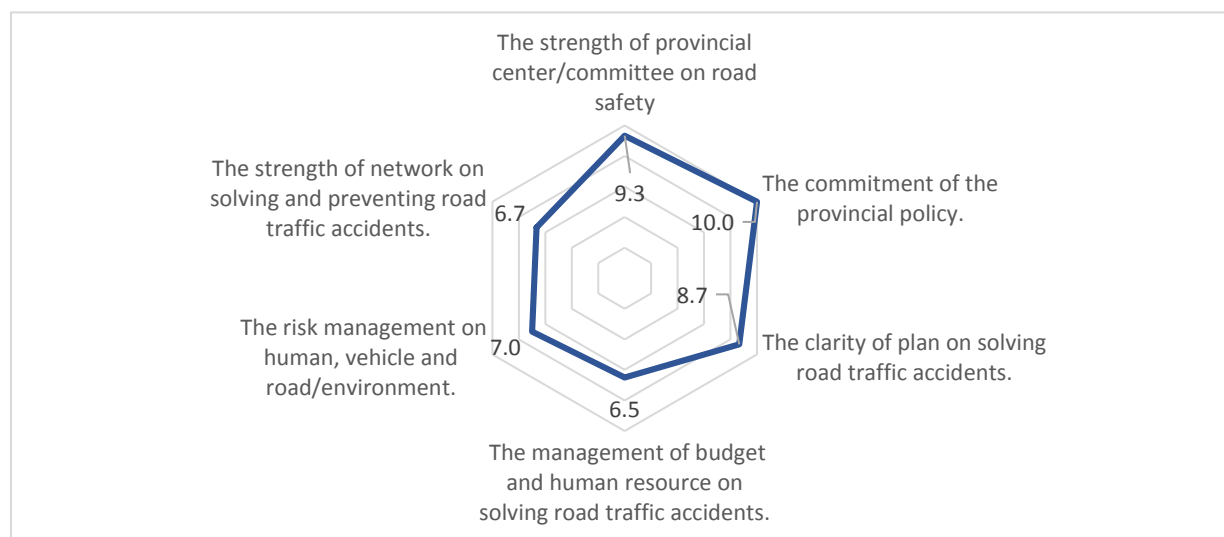 The strength of provincial
center/committee on road
safety
The commitment of the
provincial policy.
The clarity of plan on solving
road traffic accidents.
The management of budget
and human resource on
solving road traffic accidents.
The risk management on
human, vehicle and
road/environment.
The strength of network on
solving and preventing road
traffic accidents.
9.3
10.0
8.7
6.5
7.0
6.7